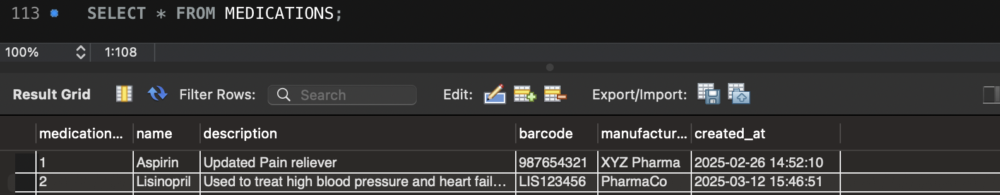 113 SELECT * FROM MEDICATIONS;
100% 1:108
Result Grid Filter Rows: Search Edit: Export/Import:
medication... name description barcode manufactur... created_at
1 Aspirin Updated Pain reliever 987654321 XYZ Pharma 2025-02-26 14:52:10
2 Lisinopril Used to treat high blood pressure and heart fail... LIS123456 PharmaCo 2025-03-12 15:46:51